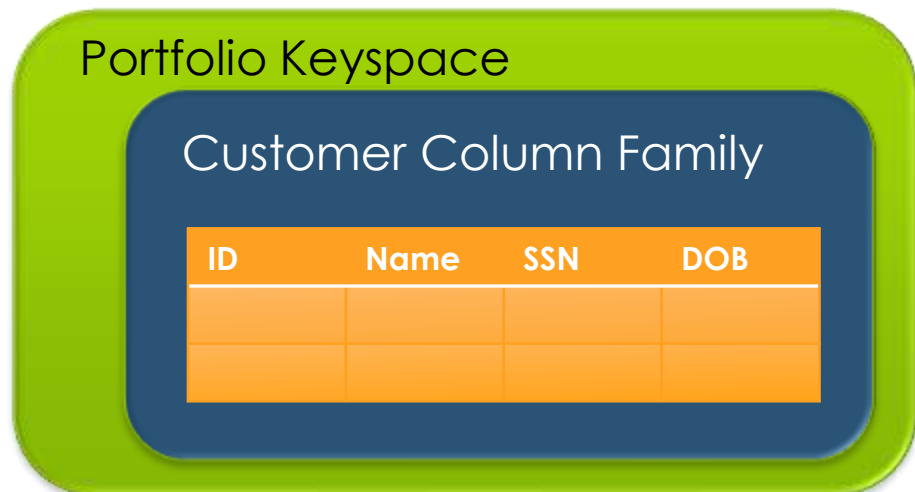 Portfolio Keyspace
Customer Column Family
ID Name SSN DOB